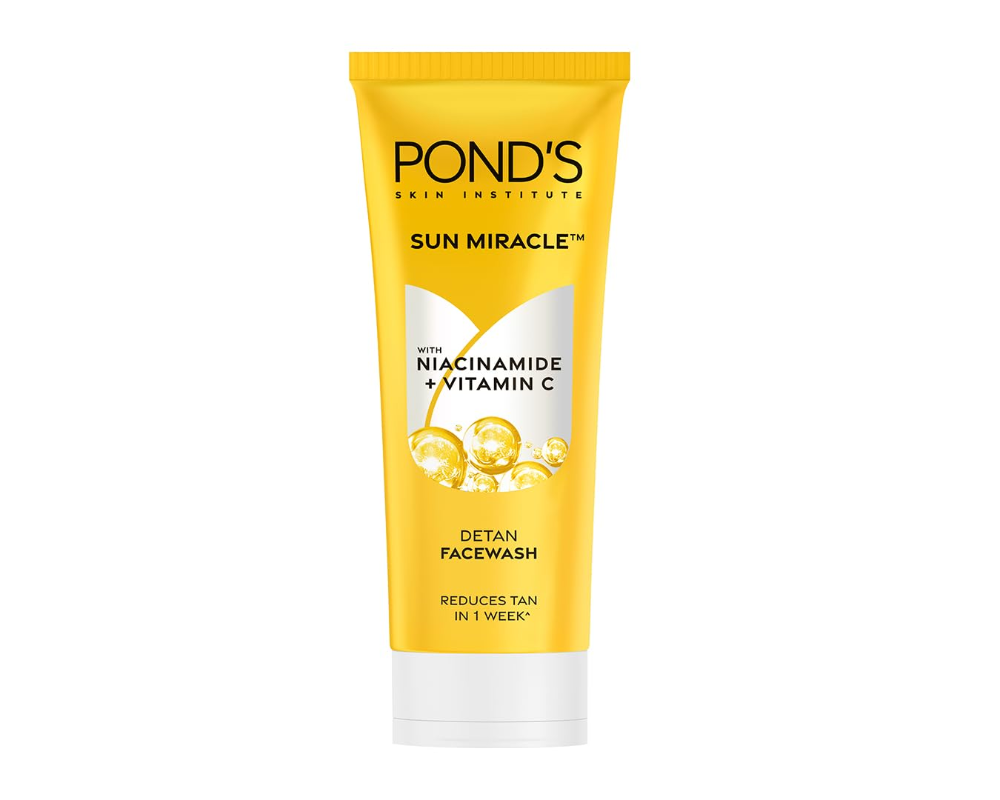 POND'S
SKIN INSTITUTE
SUN MIRACLE™
WITH
NIACINAMIDE
+ VITAMIN C
DETAN
FACEWASH
REDUCES TAN
IN 1 WEEK^